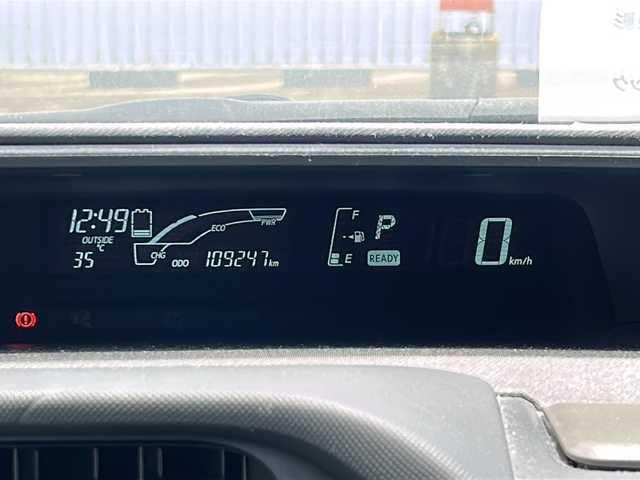 12:49
OUTSIDE
°C
35
ECO
PWR
CHG
ODO 109247 km
F
E
P
READY
0 km/h